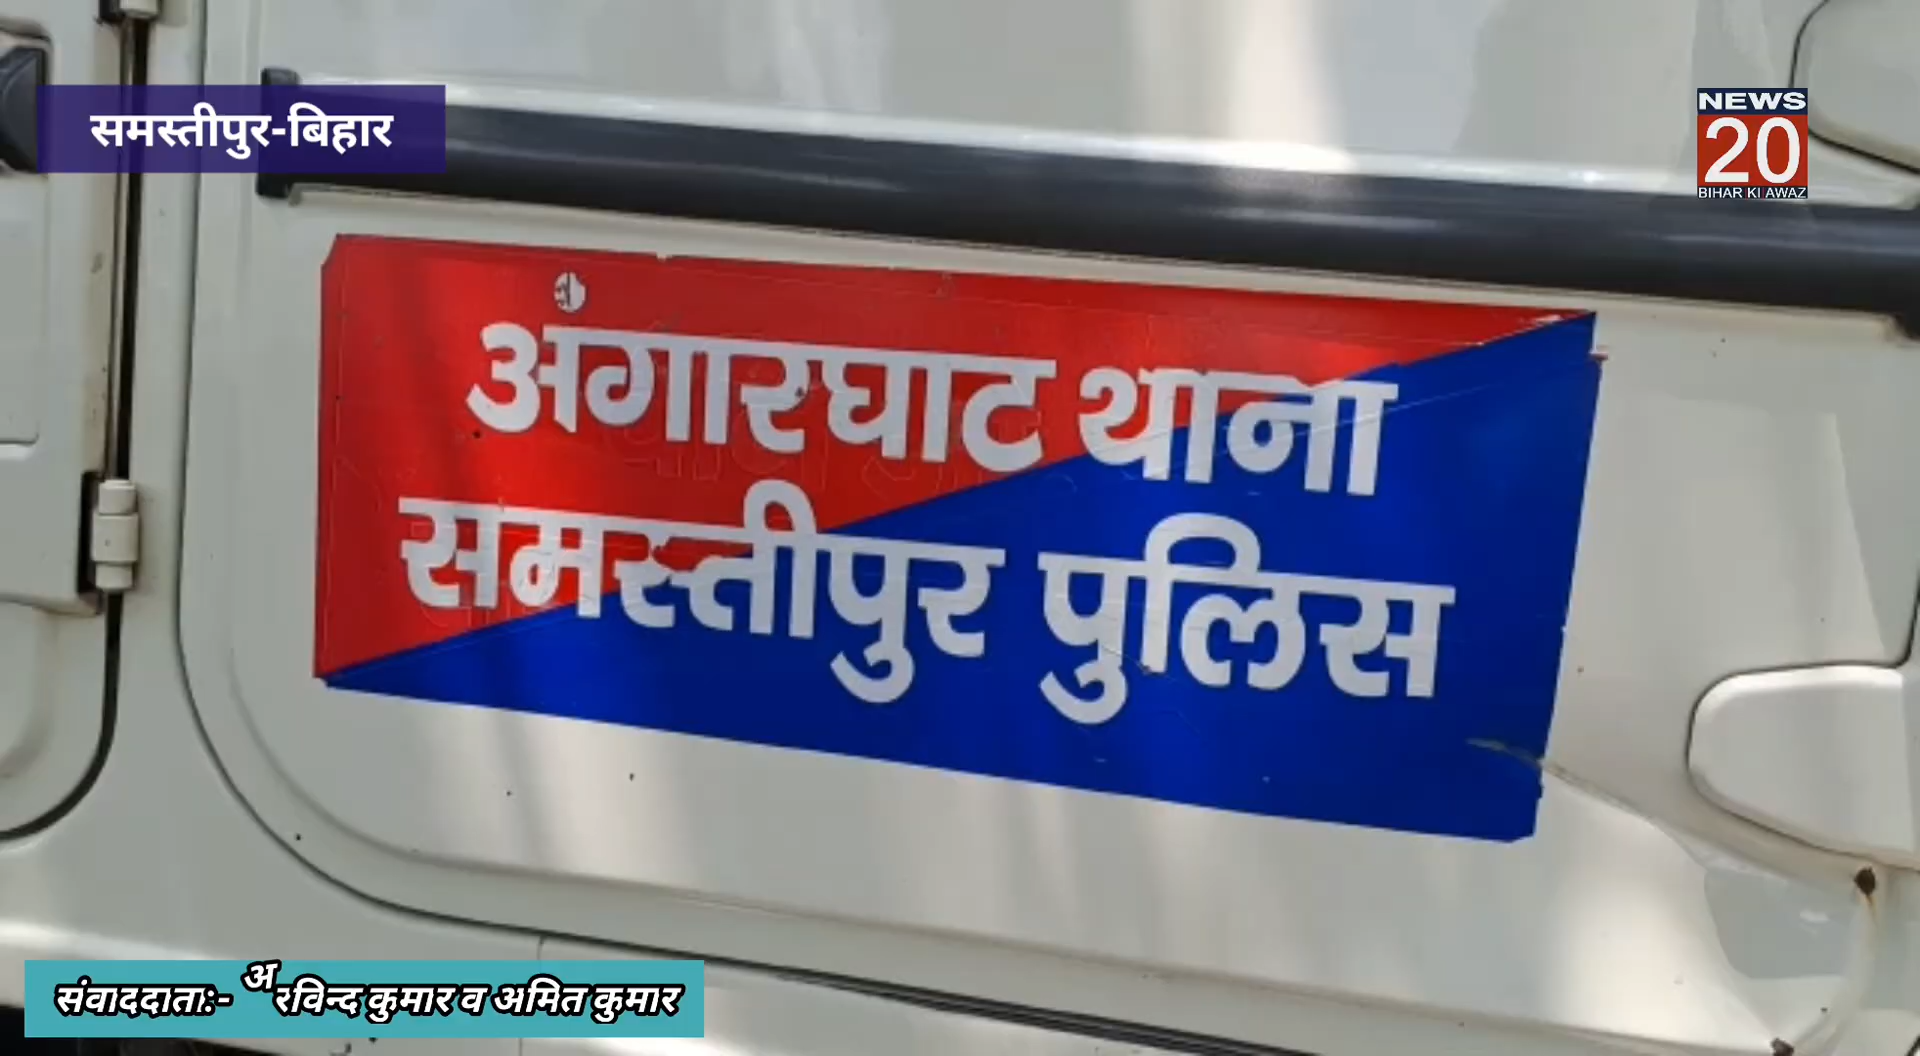 समस्तीपुर-बिहार
NEWS
20
BIHAR KI AWAZ
अंगारघाट थाना
समस्तीपुर पुलिस
संवाददाताः- अरविन्द कुमार व अमित कुमार